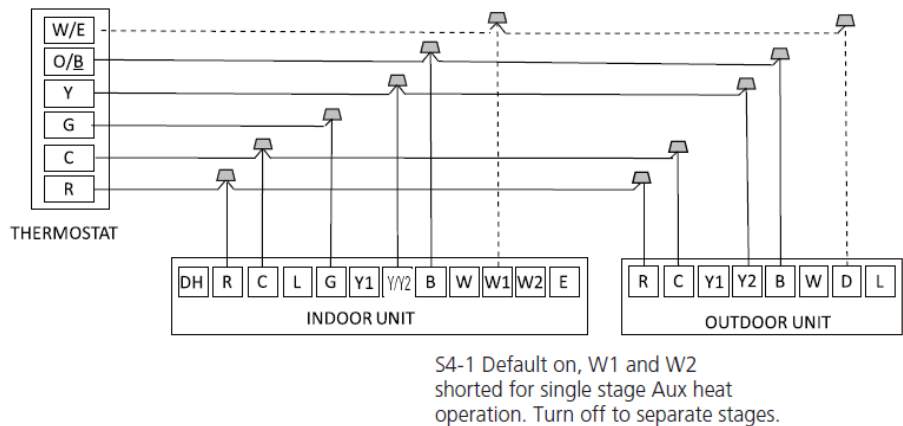 W/E
O/B
Y
G
C
R
THERMOSTAT
DH R C L G Y1 Y/Y2 B W W1 W2 E
INDOOR UNIT
R C Y1 Y2 B W D L
OUTDOOR UNIT
S4-1 Default on, W1 and W2
shorted for single stage Aux heat
operation. Turn off to separate stages.